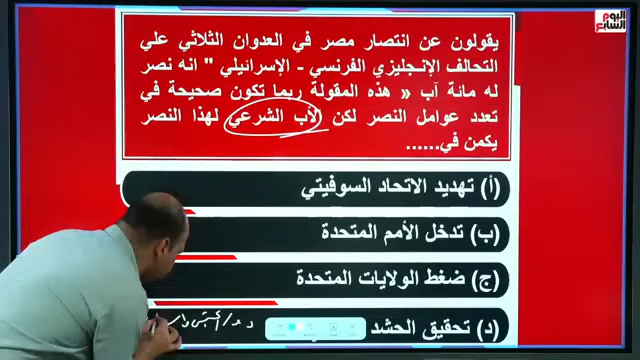 اليوم السابع
يقولون عن انتصار مصر في العدوان الثلاثي علي
التحالف الإنجليزي الفرنسي - الإسرائيلي " انه نصر
له مائة آب « هذه المقولة ربما تكون صحيحة في
تعدد عوامل النصر لكن الأب الشرعي لهذا النصر
يكمن في......
(أ) تهديد الاتحاد السوفيتي
(ب) تدخل الأمم المتحدة
(ج) ضغط الولايات المتحدة
(د) تحقيق الحشد